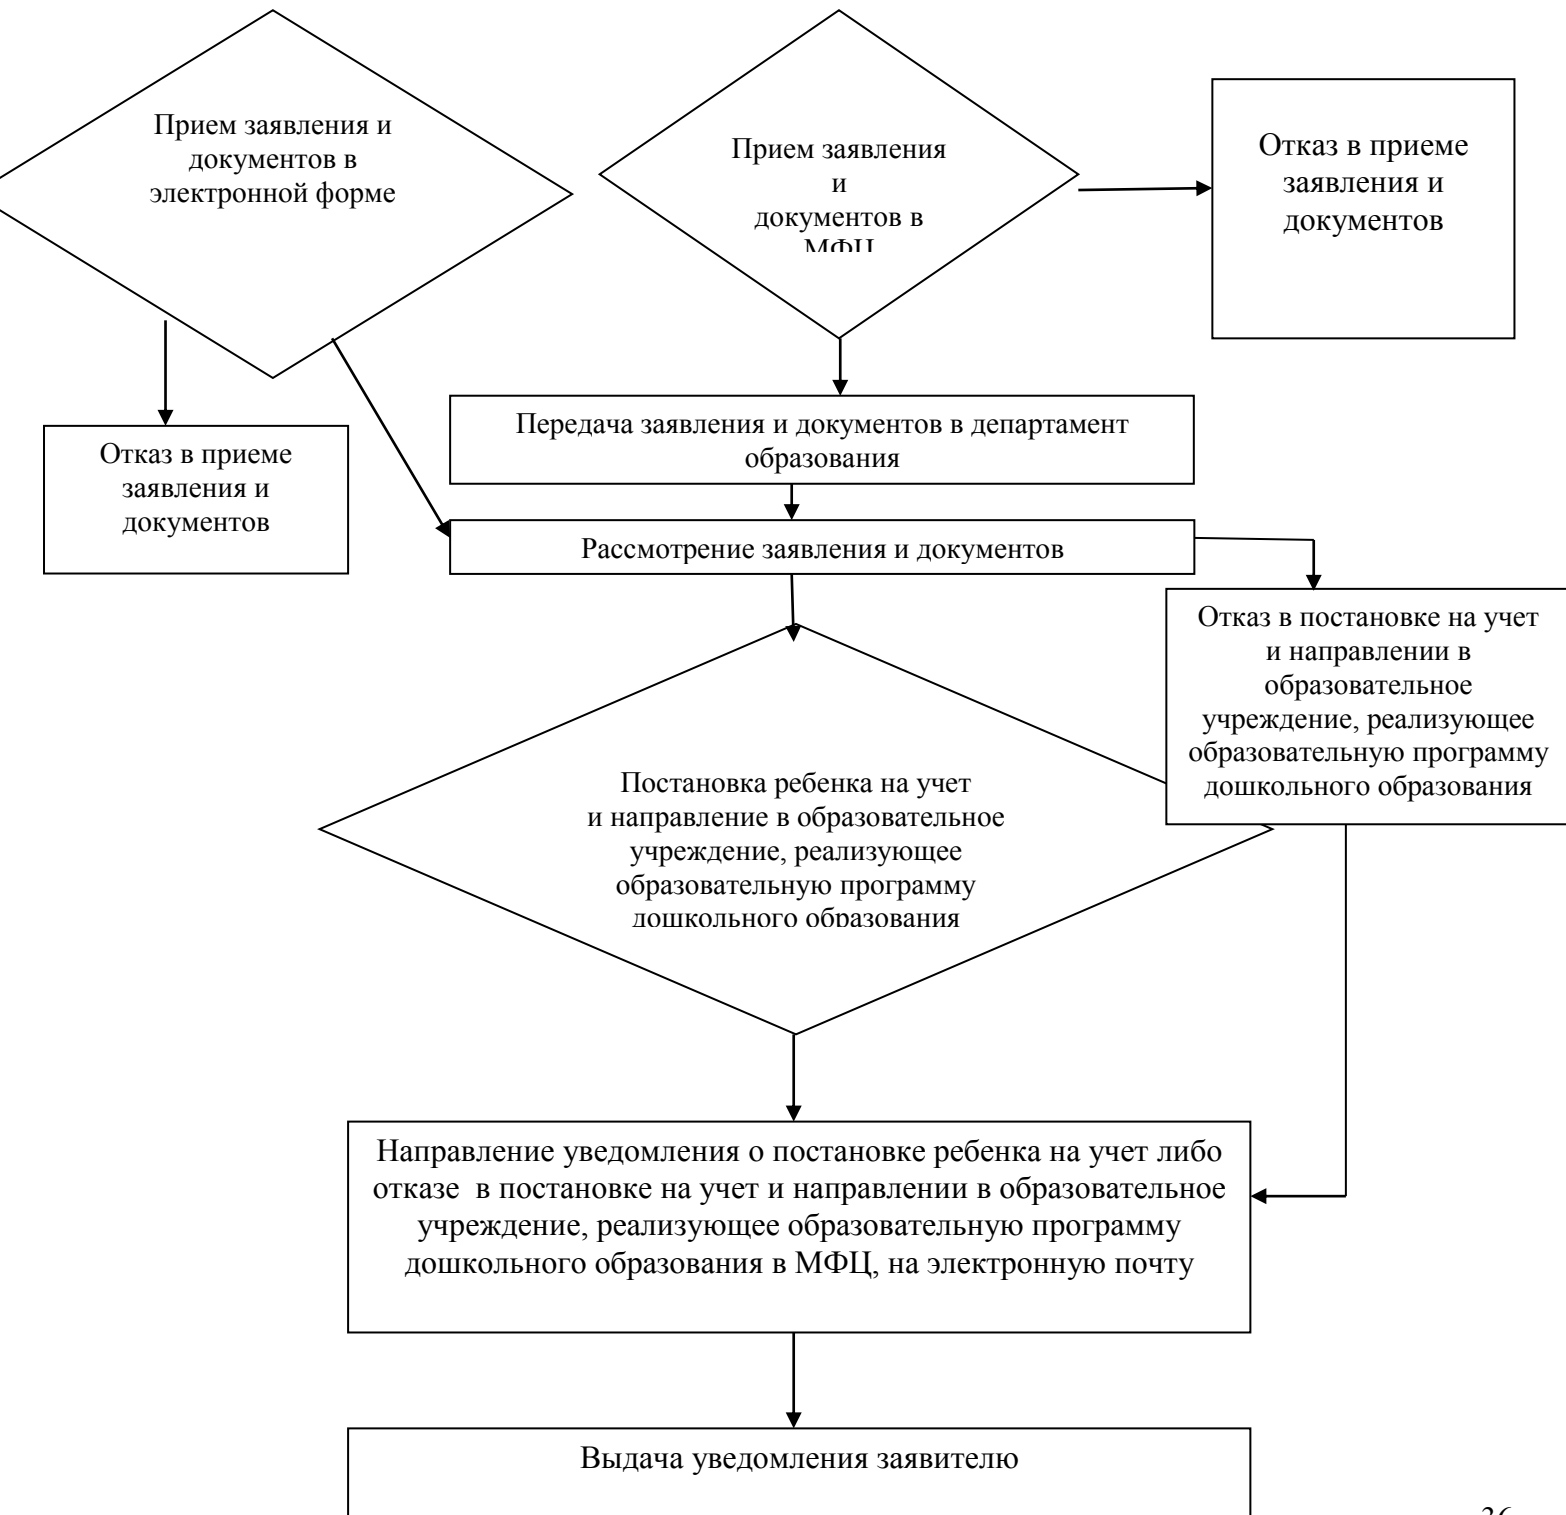 Прием заявления и
документов в
электронной форме
Прием заявления
и
документов в
МФЦ
Отказ в приеме
заявления и
документов
Передача заявления и документов в департамент
образования
Отказ в приеме
заявления и
документов
Рассмотрение заявления и документов
Отказ в постановке на учет
и направлении в
образовательное
учреждение, реализующее
образовательную программу
дошкольного образования
Постановка ребенка на учет
и направление в образовательное
учреждение, реализующее
образовательную программу
дошкольного образования
Направление уведомления о постановке ребенка на учет либо
отказе  в постановке на учет и направлении в образовательное
учреждение, реализующее образовательную программу
дошкольного образования в МФЦ, на электронную почту
Выдача уведомления заявителю